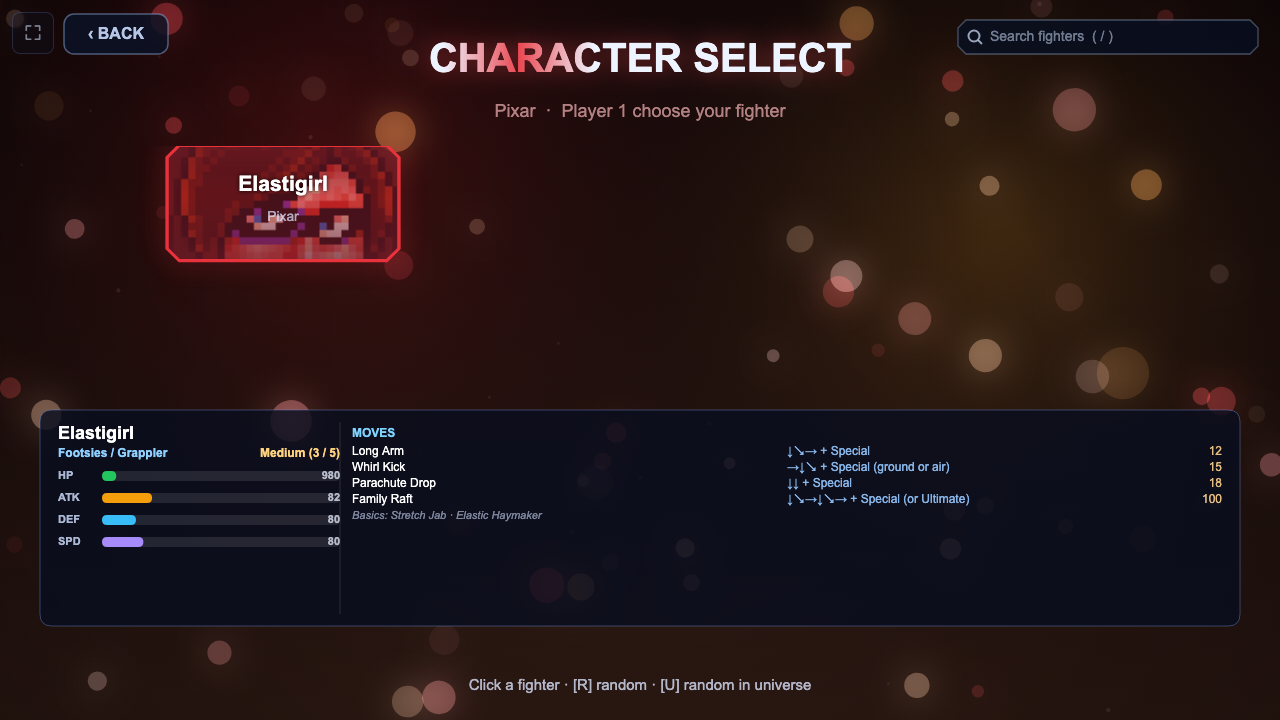 ‹ BACK
CHARACTER SELECT
Search fighters ( / )
Pixar · Player 1 choose your fighter
Elastigirl
Pixar
Elastigirl
Footsies / Grappler
Medium (3 / 5)
HP 980
ATK 82
DEF 80
SPD 80
MOVES
Long Arm ↓↘→ + Special 12
Whirl Kick →↓↘ + Special (ground or air) 15
Parachute Drop ↓↓ + Special 18
Family Raft ↓↘→↓↘→ + Special (or Ultimate) 100
Basics: Stretch Jab · Elastic Haymaker
Click a fighter · [R] random · [U] random in universe